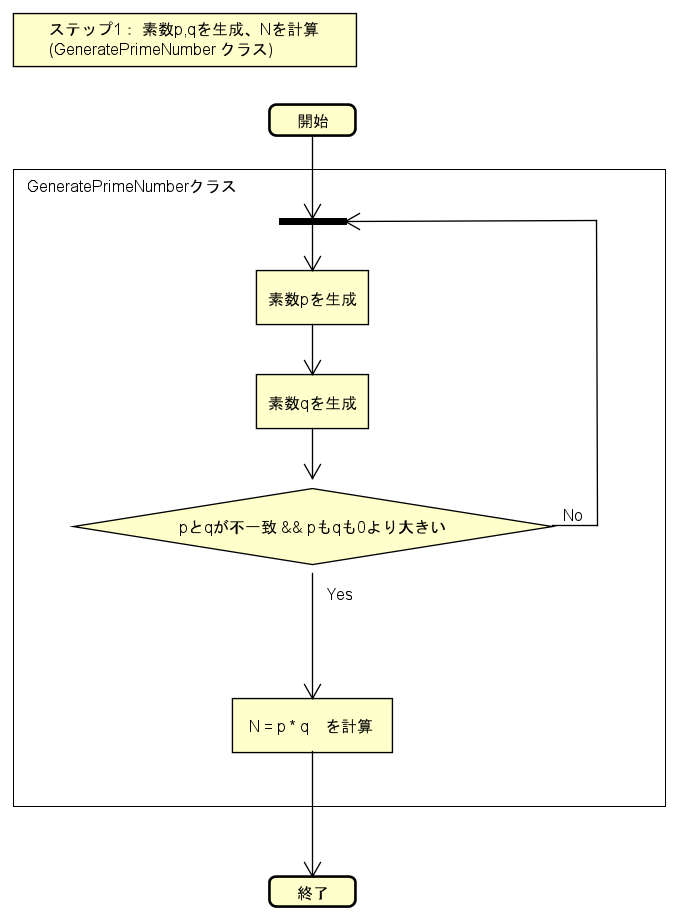 ステップ1： 素数p,qを生成、Nを計算
(GeneratePrimeNumber クラス)
開始
GeneratePrimeNumberクラス
素数pを生成
素数qを生成
pとqが不一致 && pもqも0より大きい
No
Yes
N = p * q　を計算
終了